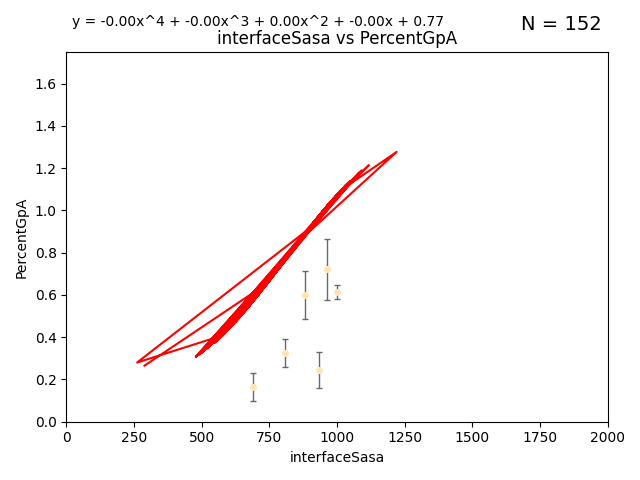 y = -0.00x^4 + -0.00x^3 + 0.00x^2 + -0.00x + 0.77
N = 152
interfaceSasa vs PercentGpA
PercentGpA
1.6
1.4
1.2
1.0
0.8
0.6
0.4
0.2
0.0
0 250 500 750 1000 1250 1500 1750 2000
interfaceSasa